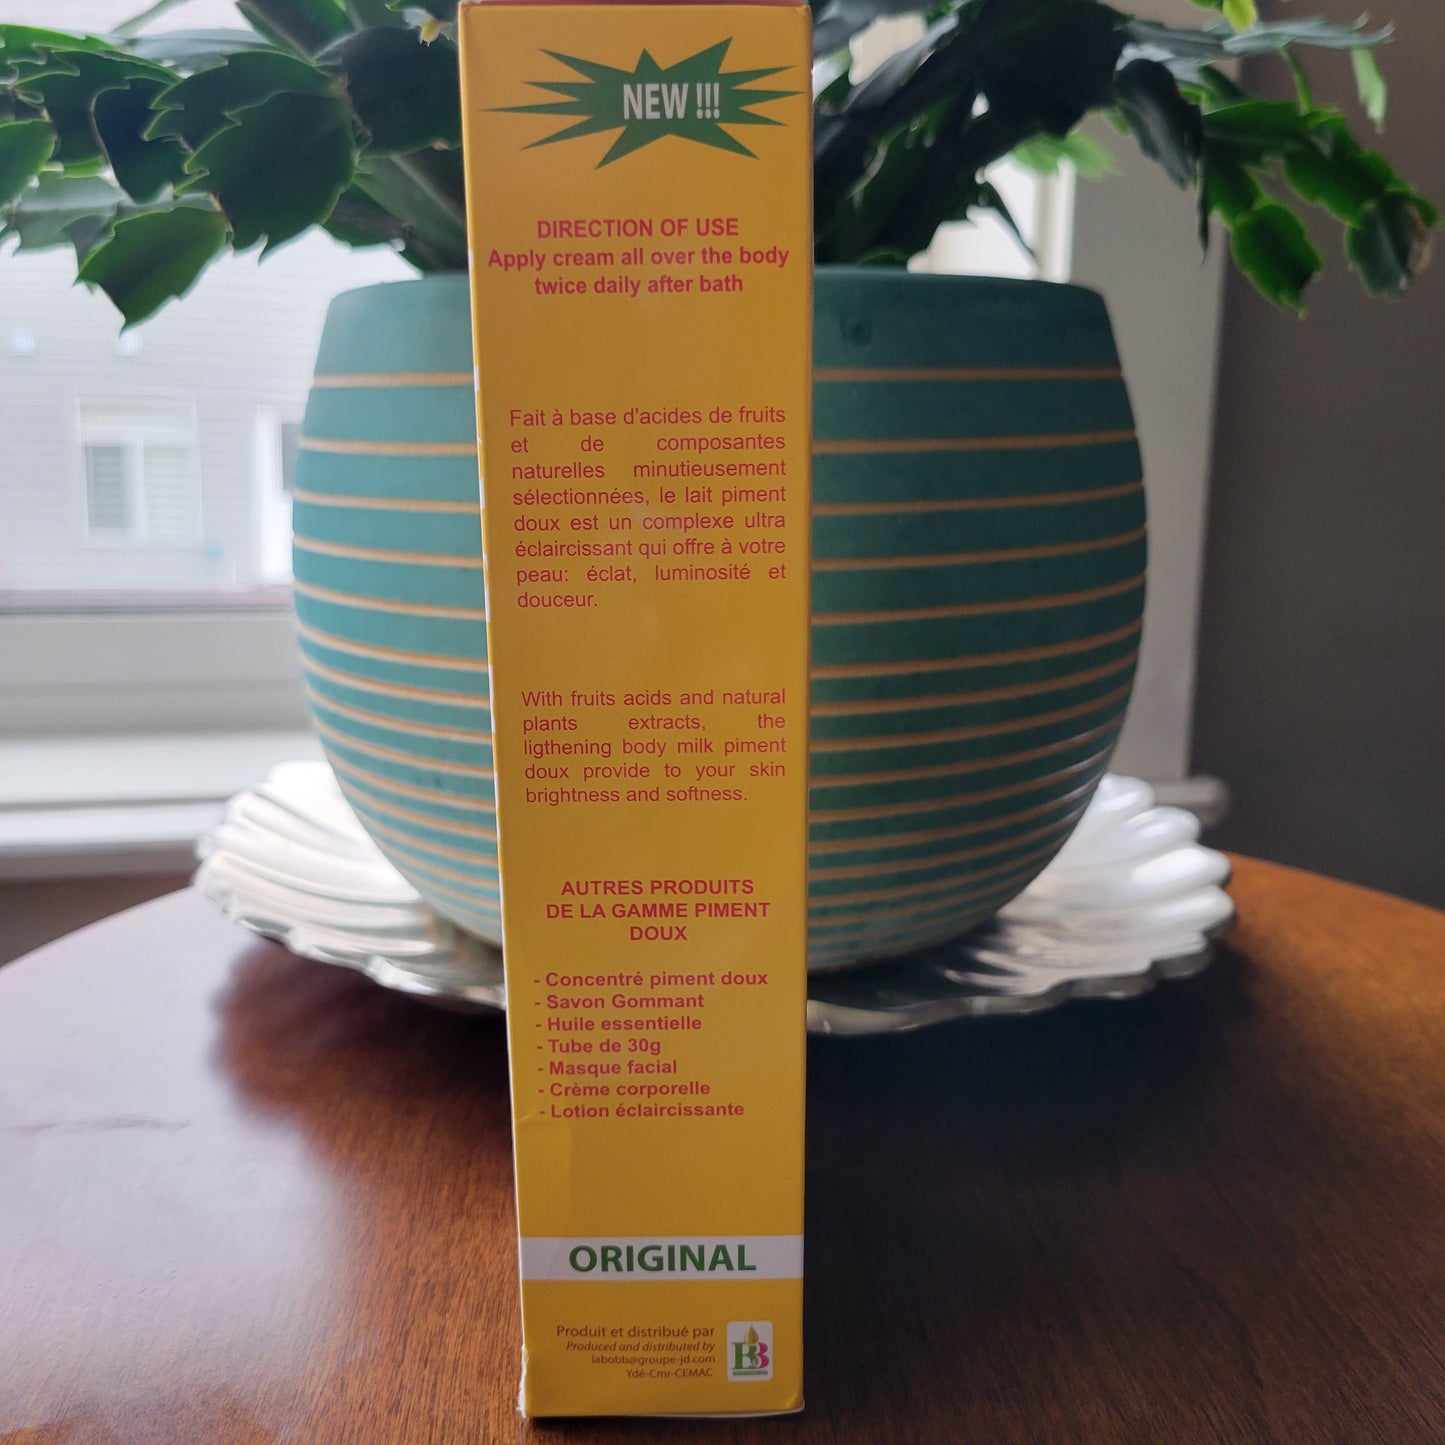 NEW !!!
DIRECTION OF USE
Apply cream all over the body
twice daily after bath
Fait à base d'acides de fruits
et de composantes
naturelles minutieusement
sélectionnées, le lait piment
doux est un complexe ultra
éclaircissant qui offre à votre
peau: éclat, luminosité et
douceur.
With fruits acids and natural
plants extracts, the
ligthening body milk piment
doux provide to your skin
brightness and softness.
AUTRES PRODUITS
DE LA GAMME PIMENT
DOUX
- Concentré piment doux
- Savon Gommant
- Huile essentielle
- Tube de 30g
- Masque facial
- Crème corporelle
- Lotion éclaircissante
ORIGINAL
Produit et distribué par
Produced and distributed by
labobb@groupe-jd.com
Ydé-Cmr-CEMAC
BB